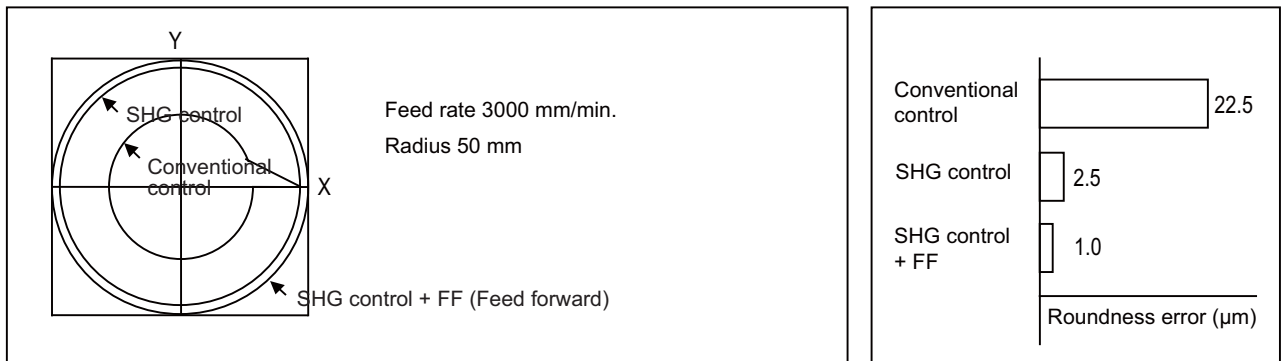 Y
SHG control
Conventional
control
X
SHG control + FF (Feed forward)
Feed rate 3000 mm/min.
Radius 50 mm
Conventional
control
22.5
SHG control
2.5
SHG control
+ FF
1.0
Roundness error (μm)